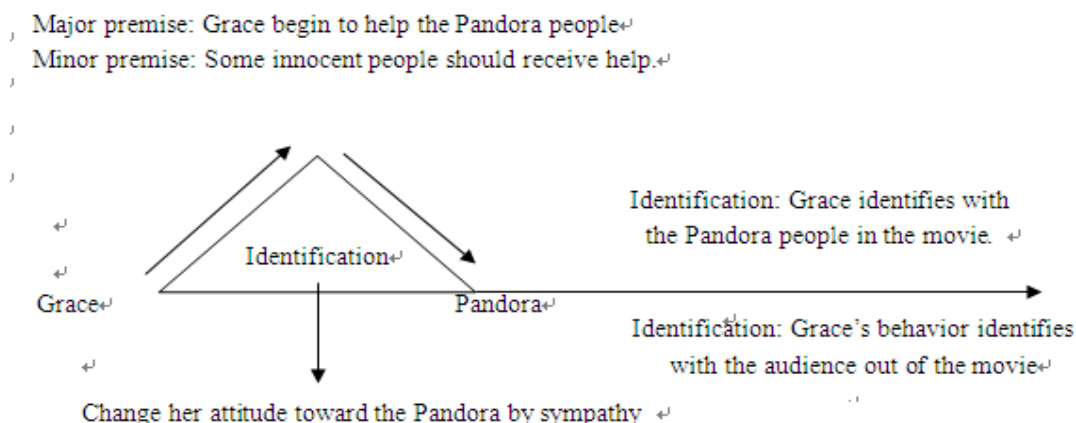 Major premise: Grace begin to help the Pandora people
Minor premise: Some innocent people should receive help.
Identification: Grace identifies with
the Pandora people in the movie.
Identification
Grace
Pandora
Identification: Grace's behavior identifies
with the audience out of the movie
Change her attitude toward the Pandora by sympathy